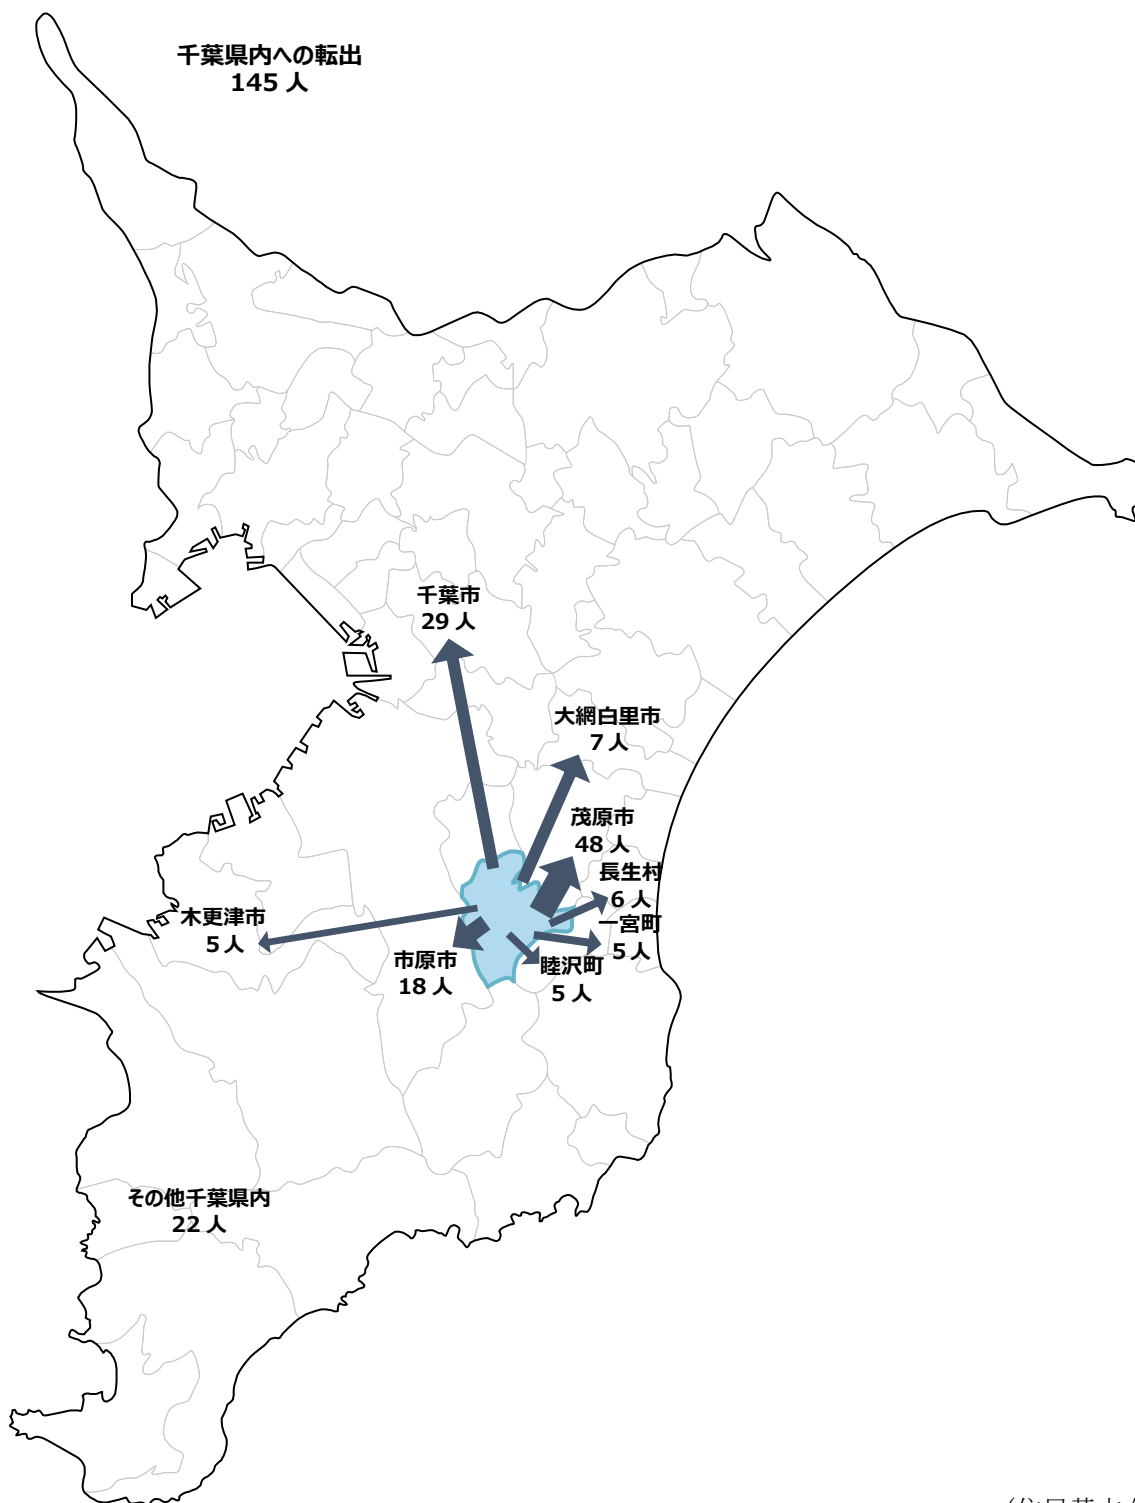 千葉県内への転出
145 人
千葉市
29 人
大網白里市
7 人
茂原市
48 人
長生村
6 人
一宮町
5 人
木更津市
5 人
市原市
18 人
睦沢町
5 人
その他千葉県内
22 人